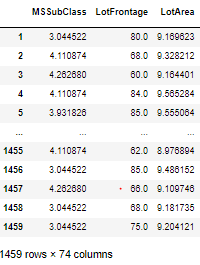 MSSubClass LotFrontage LotArea
1 3.044522 80.0 9.169623
2 4.110874 68.0 9.328212
3 4.262680 60.0 9.164401
4 4.110874 84.0 9.565284
5 3.931826 85.0 9.555064
... ... ... ...
1455 4.110874 62.0 8.976894
1456 3.044522 85.0 9.486152
1457 4.262680 66.0 9.109746
1458 3.044522 68.0 9.181735
1459 3.044522 75.0 9.204121
1459 rows × 74 columns